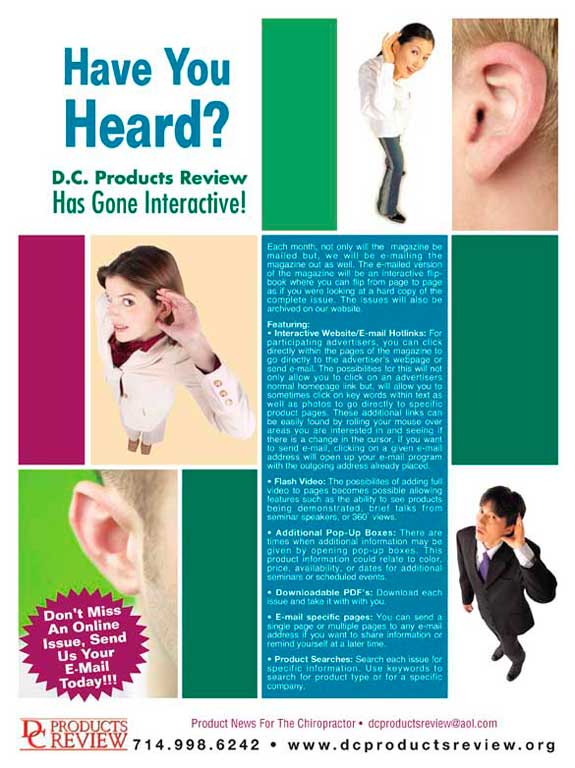 Have You
Heard?
D.C. Products Review
Has Gone Interactive!
Each month, not only will the magazine be
mailed but, we will be e-mailing the
magazine out as well. The e-mailed version
of the magazine will be an interactive flip-
book where you can flip from page to page
as if you were looking at a hard copy of the
complete issue. The issues will also be
archived on our website.
Featuring:
• Interactive Website/E-mail Hotlinks: For
participating advertisers, you can click
directly within the pages of the magazine to
go directly to the advertiser's webpage or
send e-mail. The possibilities for this will not
only allow you to click on an advertisers
normal homepage link but, will allow you to
sometimes click on key words within text as
well as photos to go directly to specific
product pages. These additional links can
be easily found by rolling your mouse over
areas you are interested in and seeing if
there is a change in the cursor. If you want
to send e-mail, clicking on a given e-mail
address will open up your e-mail program
with the outgoing address already placed.
• Flash Video: The possibilites of adding full
video to pages becomes possible allowing
features such as the ability to see products
being demonstrated, brief talks from
seminar speakers, or 360˚ views.
• Additional Pop-Up Boxes: There are
times when additional information may be
given by opening pop-up boxes. This
product information could relate to color,
price, availability, or dates for additional
seminars or scheduled events.
• Downloadable PDF's: Download each
issue and take it with with you.
• E-mail specific pages: You can send a
single page or multiple pages to any e-mail
address if you want to share information or
remind yourself at a later time.
• Product Searches: Search each issue for
specific information. Use keywords to
search for product type or for a specific
company.
Don't Miss
An Online
Issue, Send
Us Your
E-Mail
Today!!!
DC PRODUCTS
REVIEW
Product News For The Chiropractor • dcproductsreview@aol.com
714.998.6242 • www.dcproductsreview.org